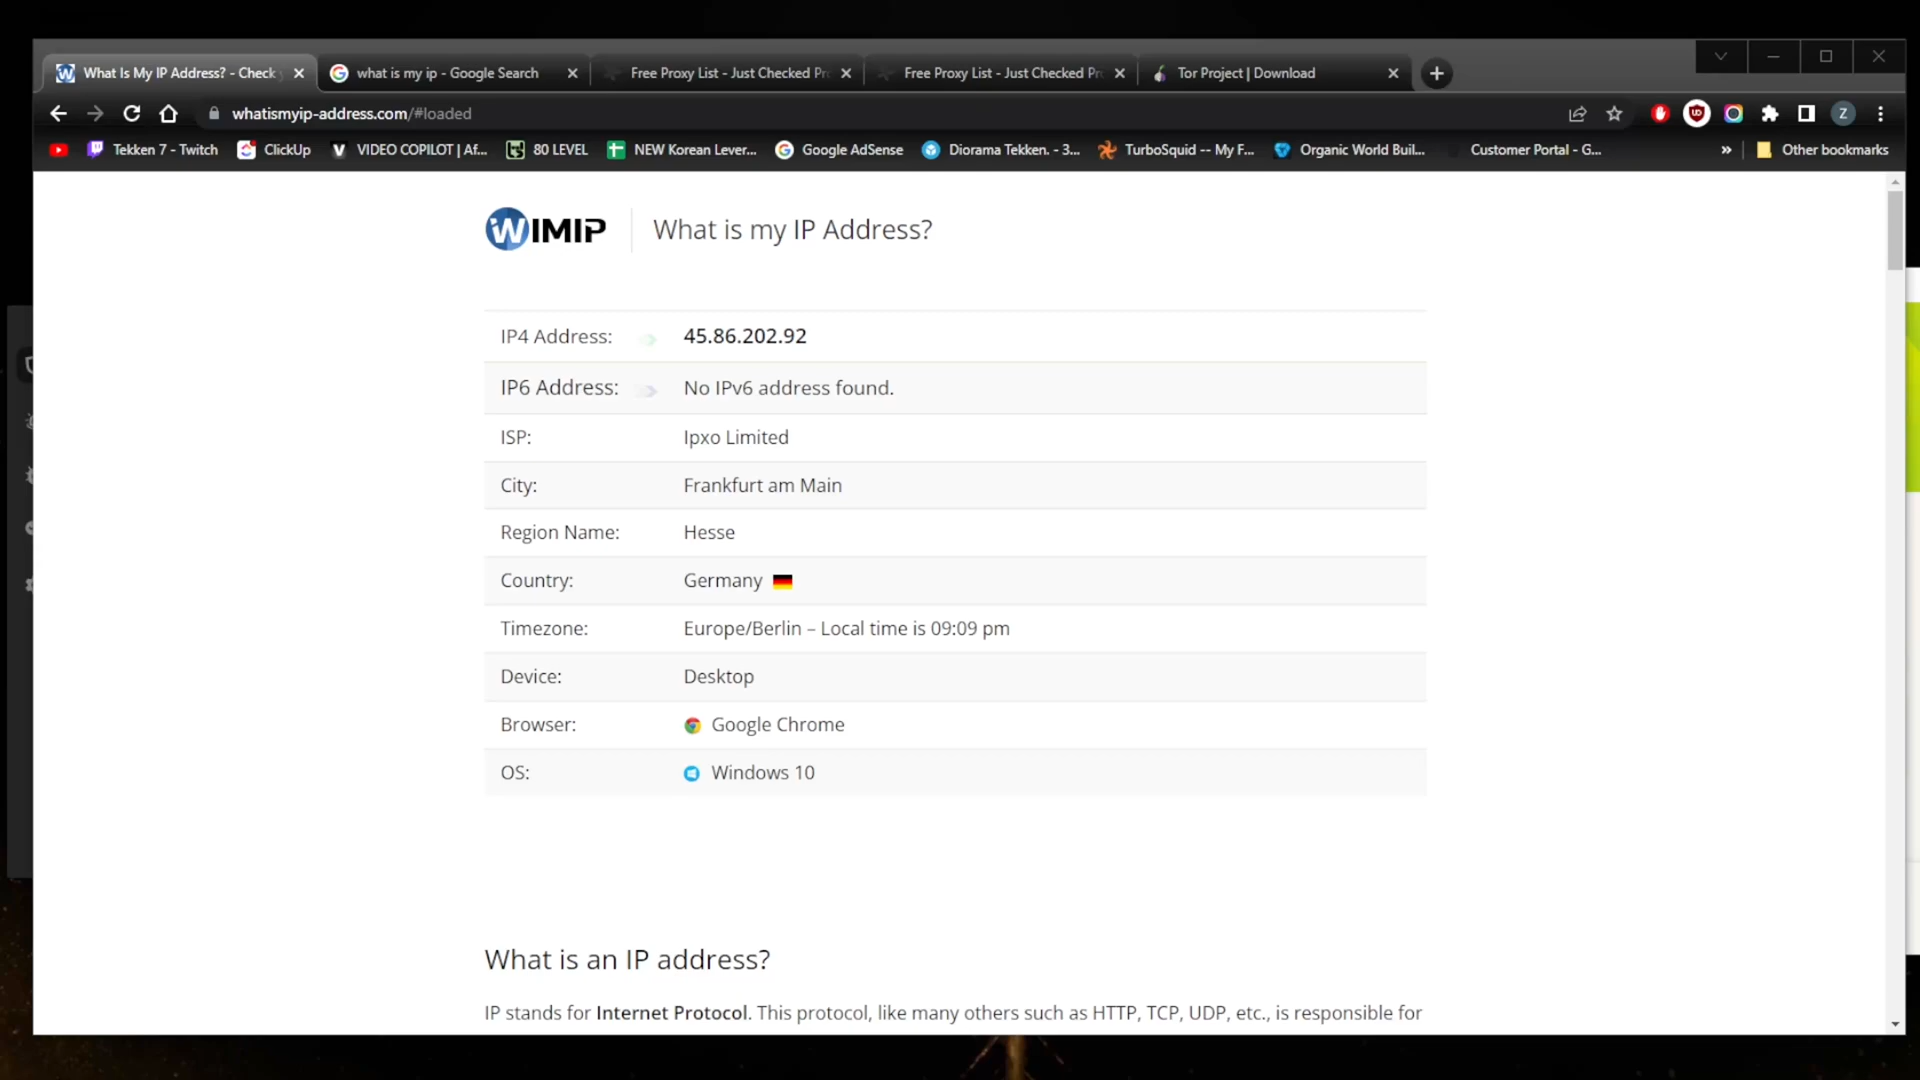 What Is My IP Address? - Check
what is my ip - Google Search
Free Proxy List - Just Checked Pr
Free Proxy List - Just Checked Pr
Tor Project | Download
whatismyip-address.com/#loaded
Z
Tekken 7 - Twitch
ClickUp
VIDEO COPILOT | Af...
80 LEVEL
NEW Korean Lever...
Google AdSense
Diorama Tekken. - 3...
TurboSquid -- My F...
Organic World Buil...
Customer Portal - G...
»
Other bookmarks
WIMIP
What is my IP Address?
IP4 Address: 45.86.202.92
IP6 Address: No IPv6 address found.
ISP: Ipxo Limited
City: Frankfurt am Main
Region Name: Hesse
Country: Germany
Timezone: Europe/Berlin – Local time is 09:09 pm
Device: Desktop
Browser: Google Chrome
OS: Windows 10
What is an IP address?
IP stands for Internet Protocol. This protocol, like many others such as HTTP, TCP, UDP, etc., is responsible for